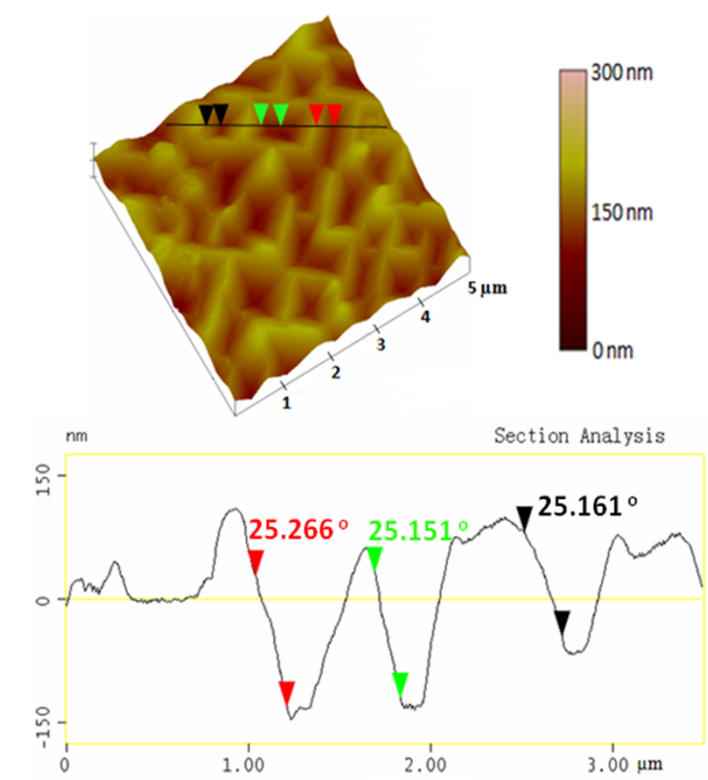 300 nm
150 nm
0 nm
5 µm
4
3
2
1
nm
Section Analysis
150
0
-150
25.266 º
25.151 º
25.161 º
0
1.00
2.00
3.00
µm